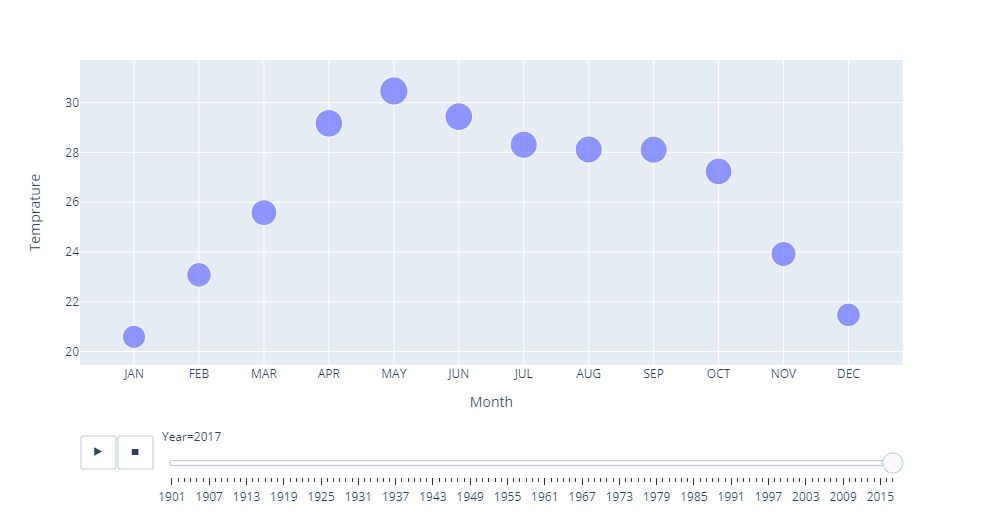 Temprature
30
28
26
24
22
20
JAN FEB MAR APR MAY JUN JUL AUG SEP OCT NOV DEC
Month
Year=2017
1901 1907 1913 1919 1925 1931 1937 1943 1949 1955 1961 1967 1973 1979 1985 1991 1997 2003 2009 2015